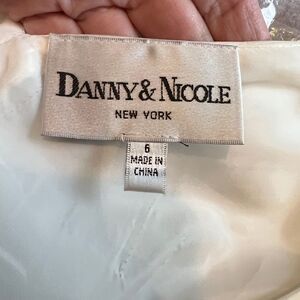 DANNY & NICOLE
NEW YORK
6
MADE IN
CHINA